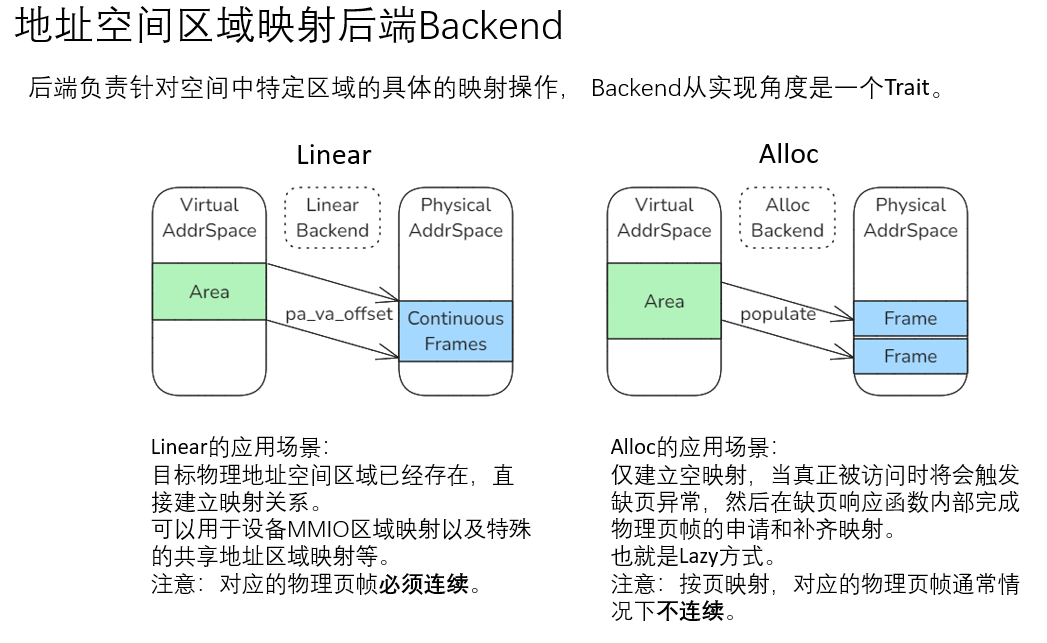 地址空间区域映射后端Backend
后端负责针对空间中特定区域的具体的映射操作， Backend从实现角度是一个Trait。
Linear
Virtual
AddrSpace
Linear
Backend
Physical
AddrSpace
Area
pa_va_offset
Continuous
Frames
Linear的应用场景：
目标物理地址空间区域已经存在，直
接建立映射关系。
可以用于设备MMIO区域映射以及特殊
的共享地址区域映射等。
注意：对应的物理页帧必须连续。
Alloc
Virtual
AddrSpace
Alloc
Backend
Physical
AddrSpace
Area
populate
Frame
Frame
Alloc的应用场景：
仅建立空映射，当真正被访问时将会触发
缺页异常，然后在缺页响应函数内部完成
物理页帧的申请和补齐映射。
也就是Lazy方式。
注意：按页映射，对应的物理页帧通常情
况下不连续。